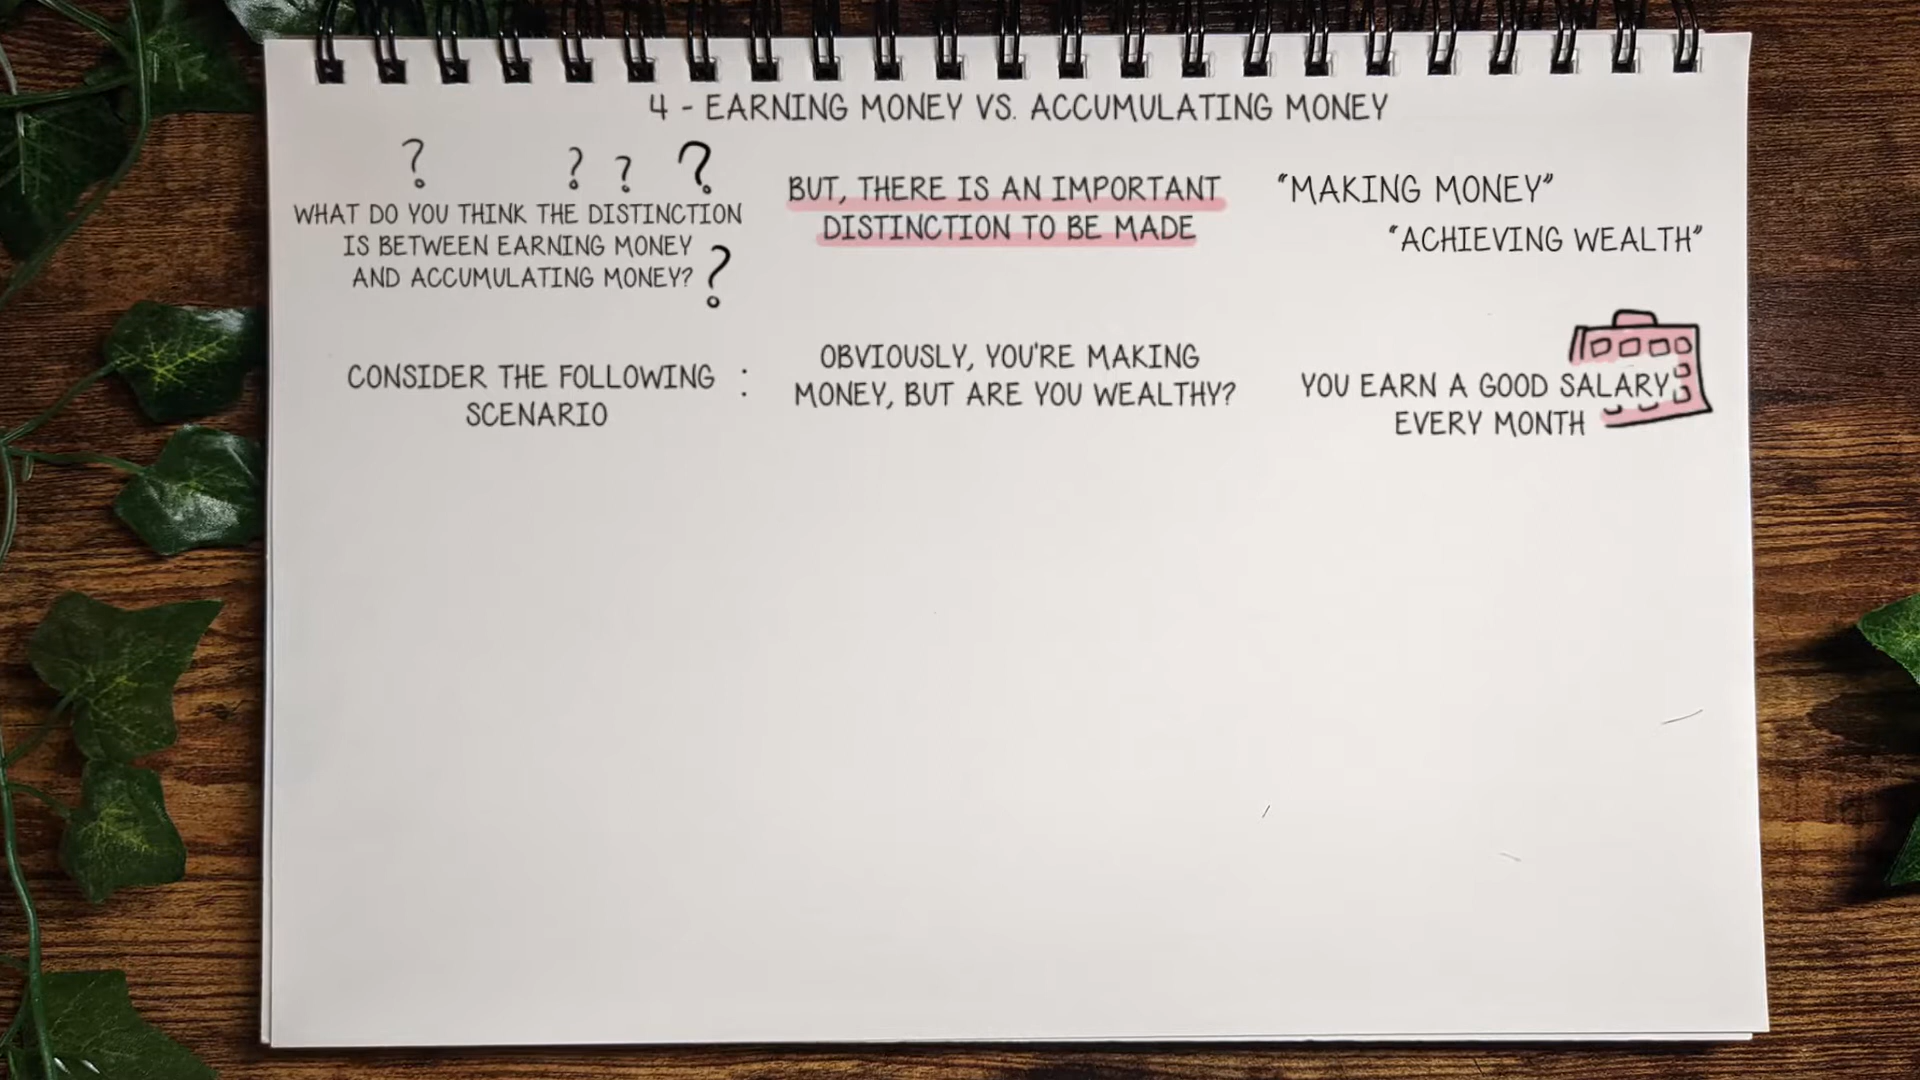 4 - EARNING MONEY VS. ACCUMULATING MONEY
? ? ? ?
WHAT DO YOU THINK THE DISTINCTION
IS BETWEEN EARNING MONEY
AND ACCUMULATING MONEY? ?
BUT, THERE IS AN IMPORTANT
DISTINCTION TO BE MADE
"MAKING MONEY"
"ACHIEVING WEALTH"
CONSIDER THE FOLLOWING :
SCENARIO
OBVIOUSLY, YOU'RE MAKING
MONEY, BUT ARE YOU WEALTHY?
YOU EARN A GOOD SALARY
EVERY MONTH